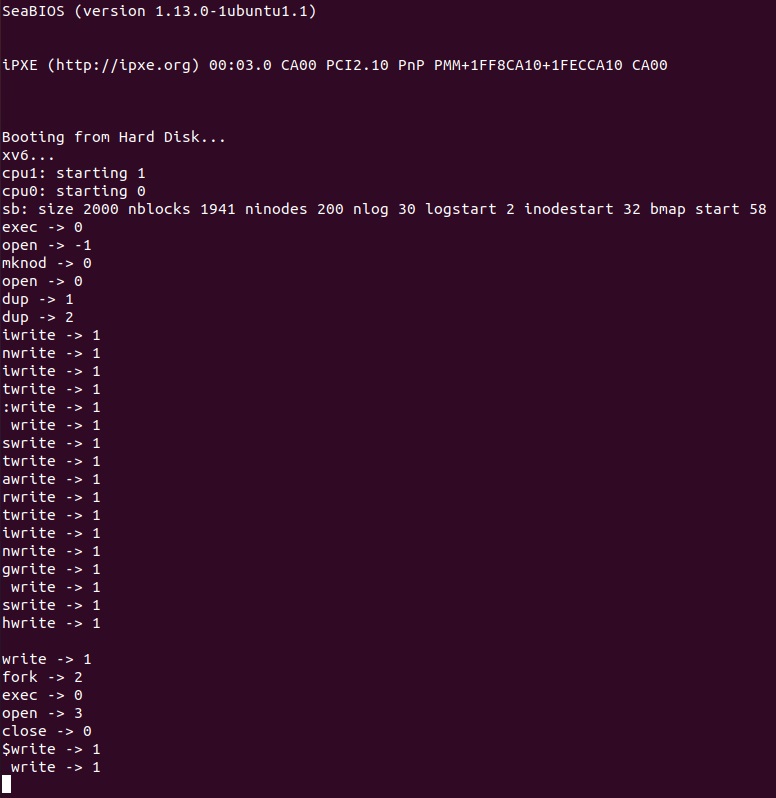 SeaBIOS (version 1.13.0-1ubuntu1.1)
iPXE (http://ipxe.org) 00:03.0 CA00 PCI2.10 PnP PMM+1FF8CA10+1FECCA10 CA00
Booting from Hard Disk...
xv6...
cpu1: starting 1
cpu0: starting 0
sb: size 2000 nblocks 1941 ninodes 200 nlog 30 logstart 2 inodestart 32 bmap start 58
exec -> 0
open -> -1
mknod -> 0
open -> 0
dup -> 1
dup -> 2
iwrite -> 1
nwrite -> 1
iwrite -> 1
twrite -> 1
:write -> 1
 write -> 1
swrite -> 1
twrite -> 1
awrite -> 1
rwrite -> 1
twrite -> 1
iwrite -> 1
nwrite -> 1
gwrite -> 1
 write -> 1
swrite -> 1
hwrite -> 1
write -> 1
fork -> 2
exec -> 0
open -> 3
close -> 0
$write -> 1
 write -> 1